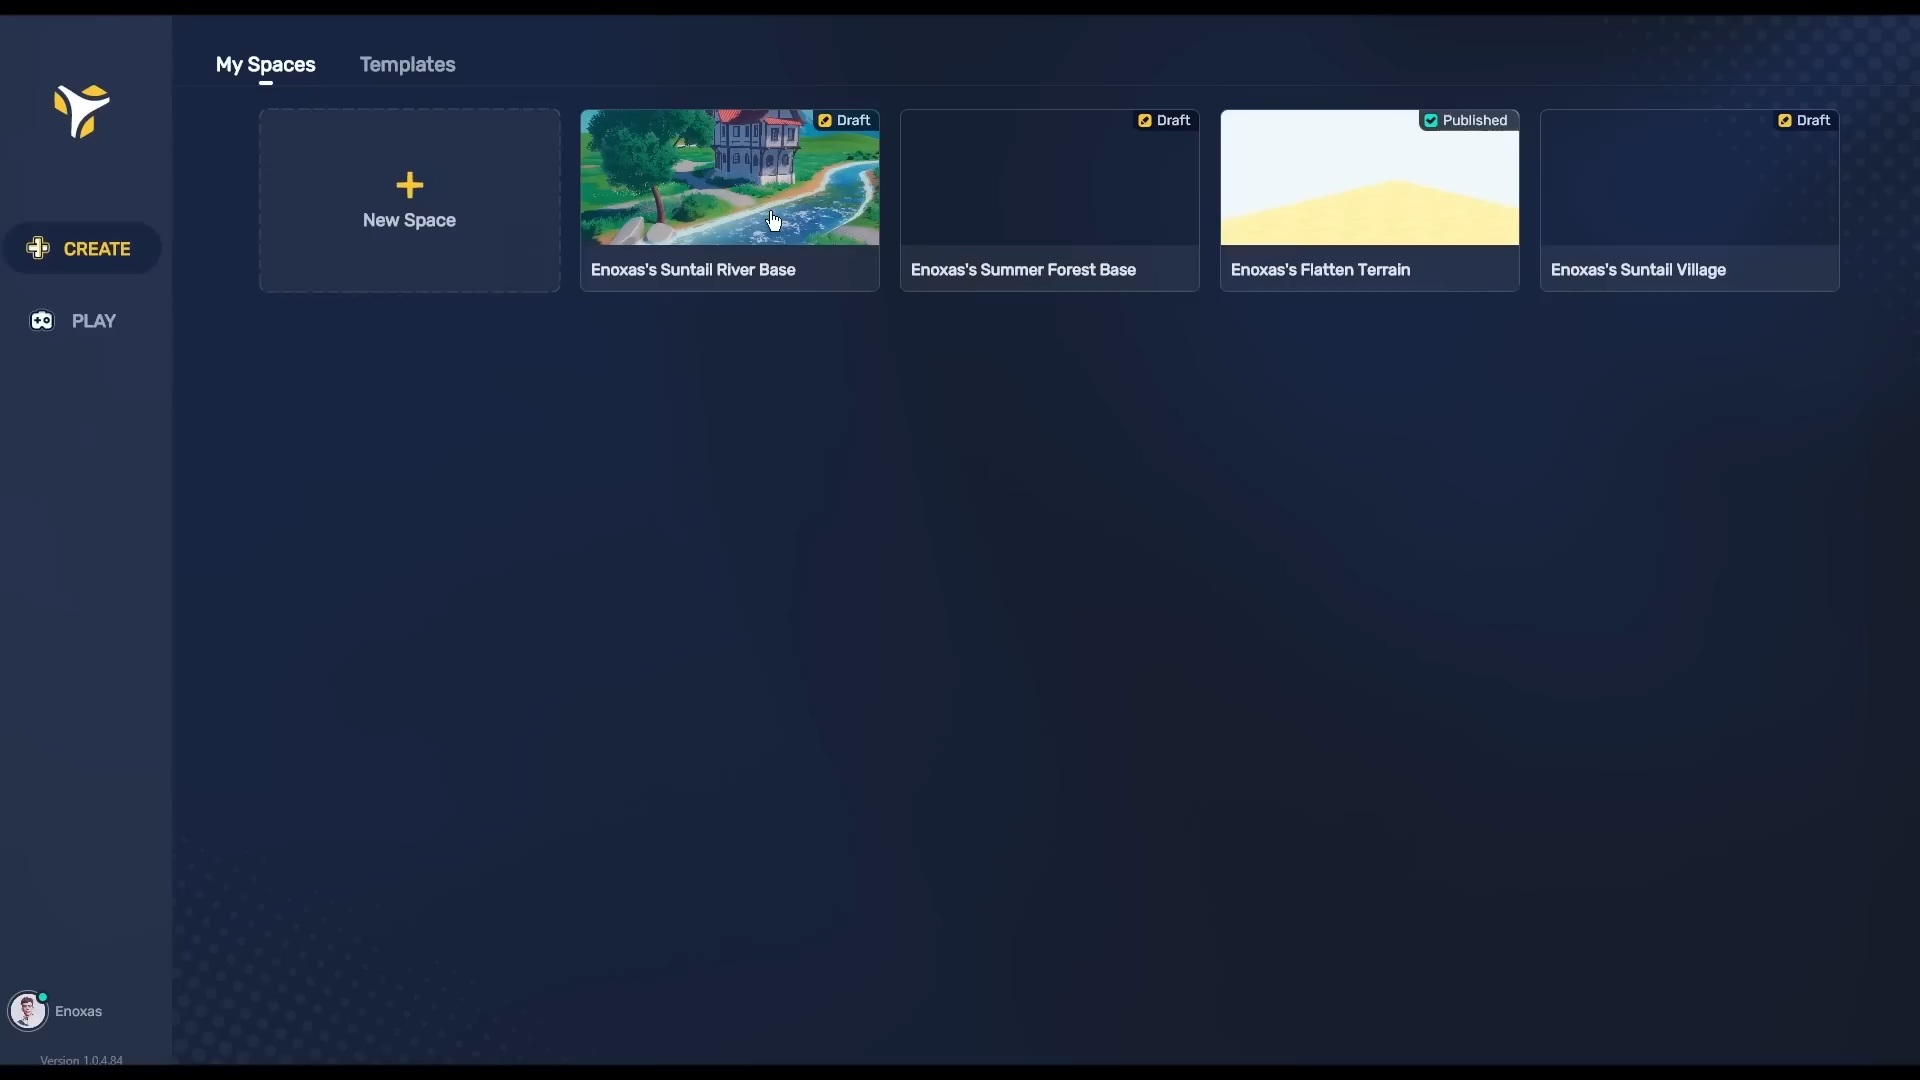 My Spaces
Templates
CREATE
PLAY
New Space
Draft
Enoxas's Suntail River Base
Draft
Enoxas's Summer Forest Base
Published
Enoxas's Flatten Terrain
Draft
Enoxas's Suntail Village
Enoxas
Version 1.0.4.84